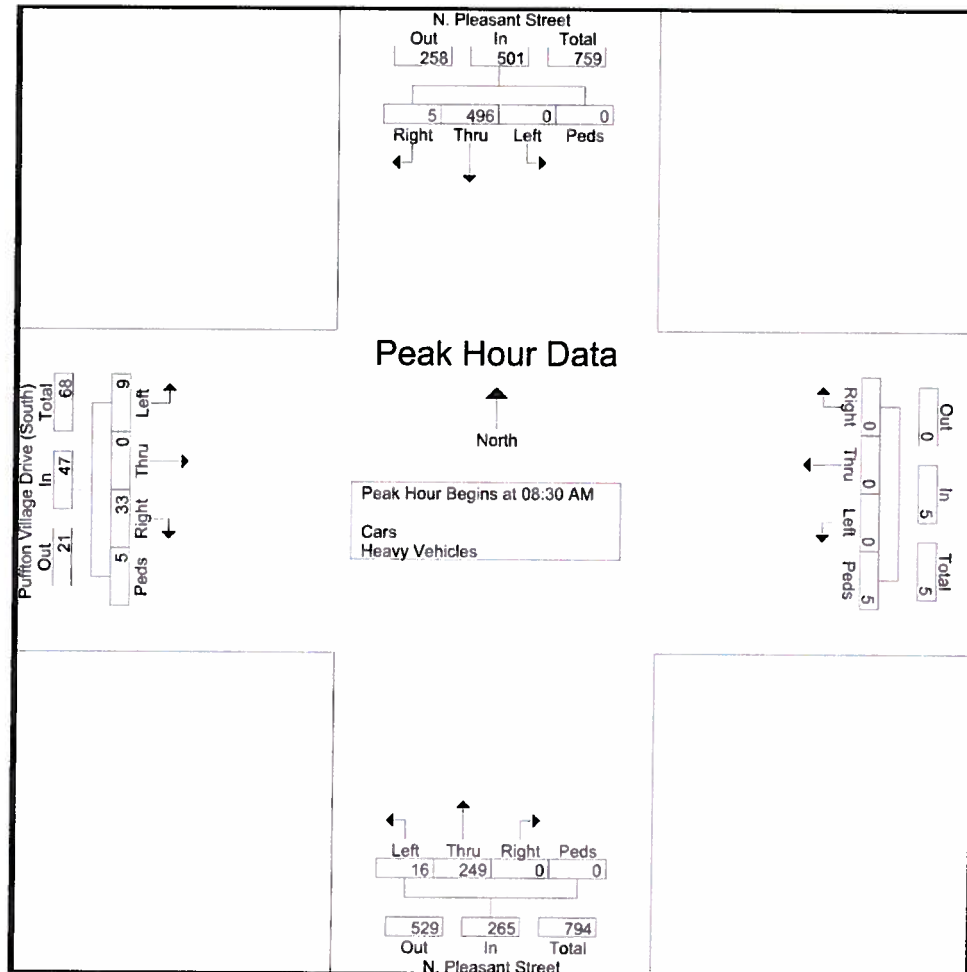 N. Pleasant Street
Out In Total
258 501 759
5 496 0 0
Right Thru Left Peds
Peak Hour Data
North
Peak Hour Begins at 08:30 AM
Cars
Heavy Vehicles
Puffton Village Drive (South)
Out In Total
21 47 68
9 0 33 5
Left Thru Right Peds
Right Thru Left Peds
0 0 0 5
Out In Total
0 5 5
Left Thru Right Peds
16 249 0 0
529 265 794
Out In Total
N. Pleasant Street